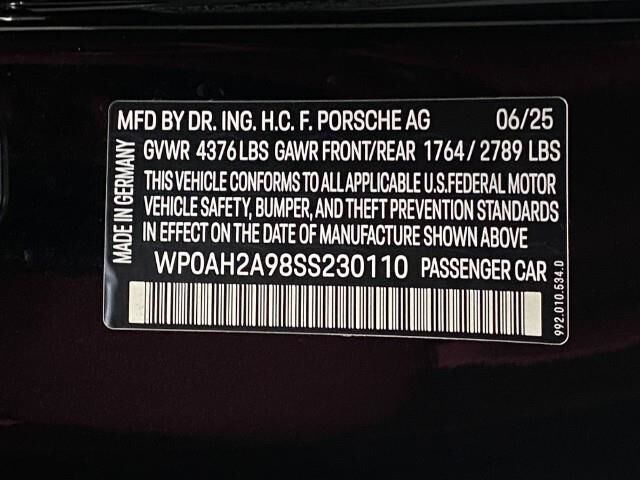 MFD BY DR. ING. H.C. F. PORSCHE AG 06/25
GVWR 4376LBS GAWR FRONT/REAR 1764/2789 LBS
THIS VEHICLE CONFORMS TO ALL APPLICABLE U.S.FEDERAL MOTOR
VEHICLE SAFETY, BUMPER, AND THEFT PREVENTION STANDARDS
IN EFFECT ON THE DATE OF MANUFACTURE SHOWN ABOVE.
WP0AH2A98SS230110 PASSENGER CAR
MADE IN GERMANY
992.010.534.0